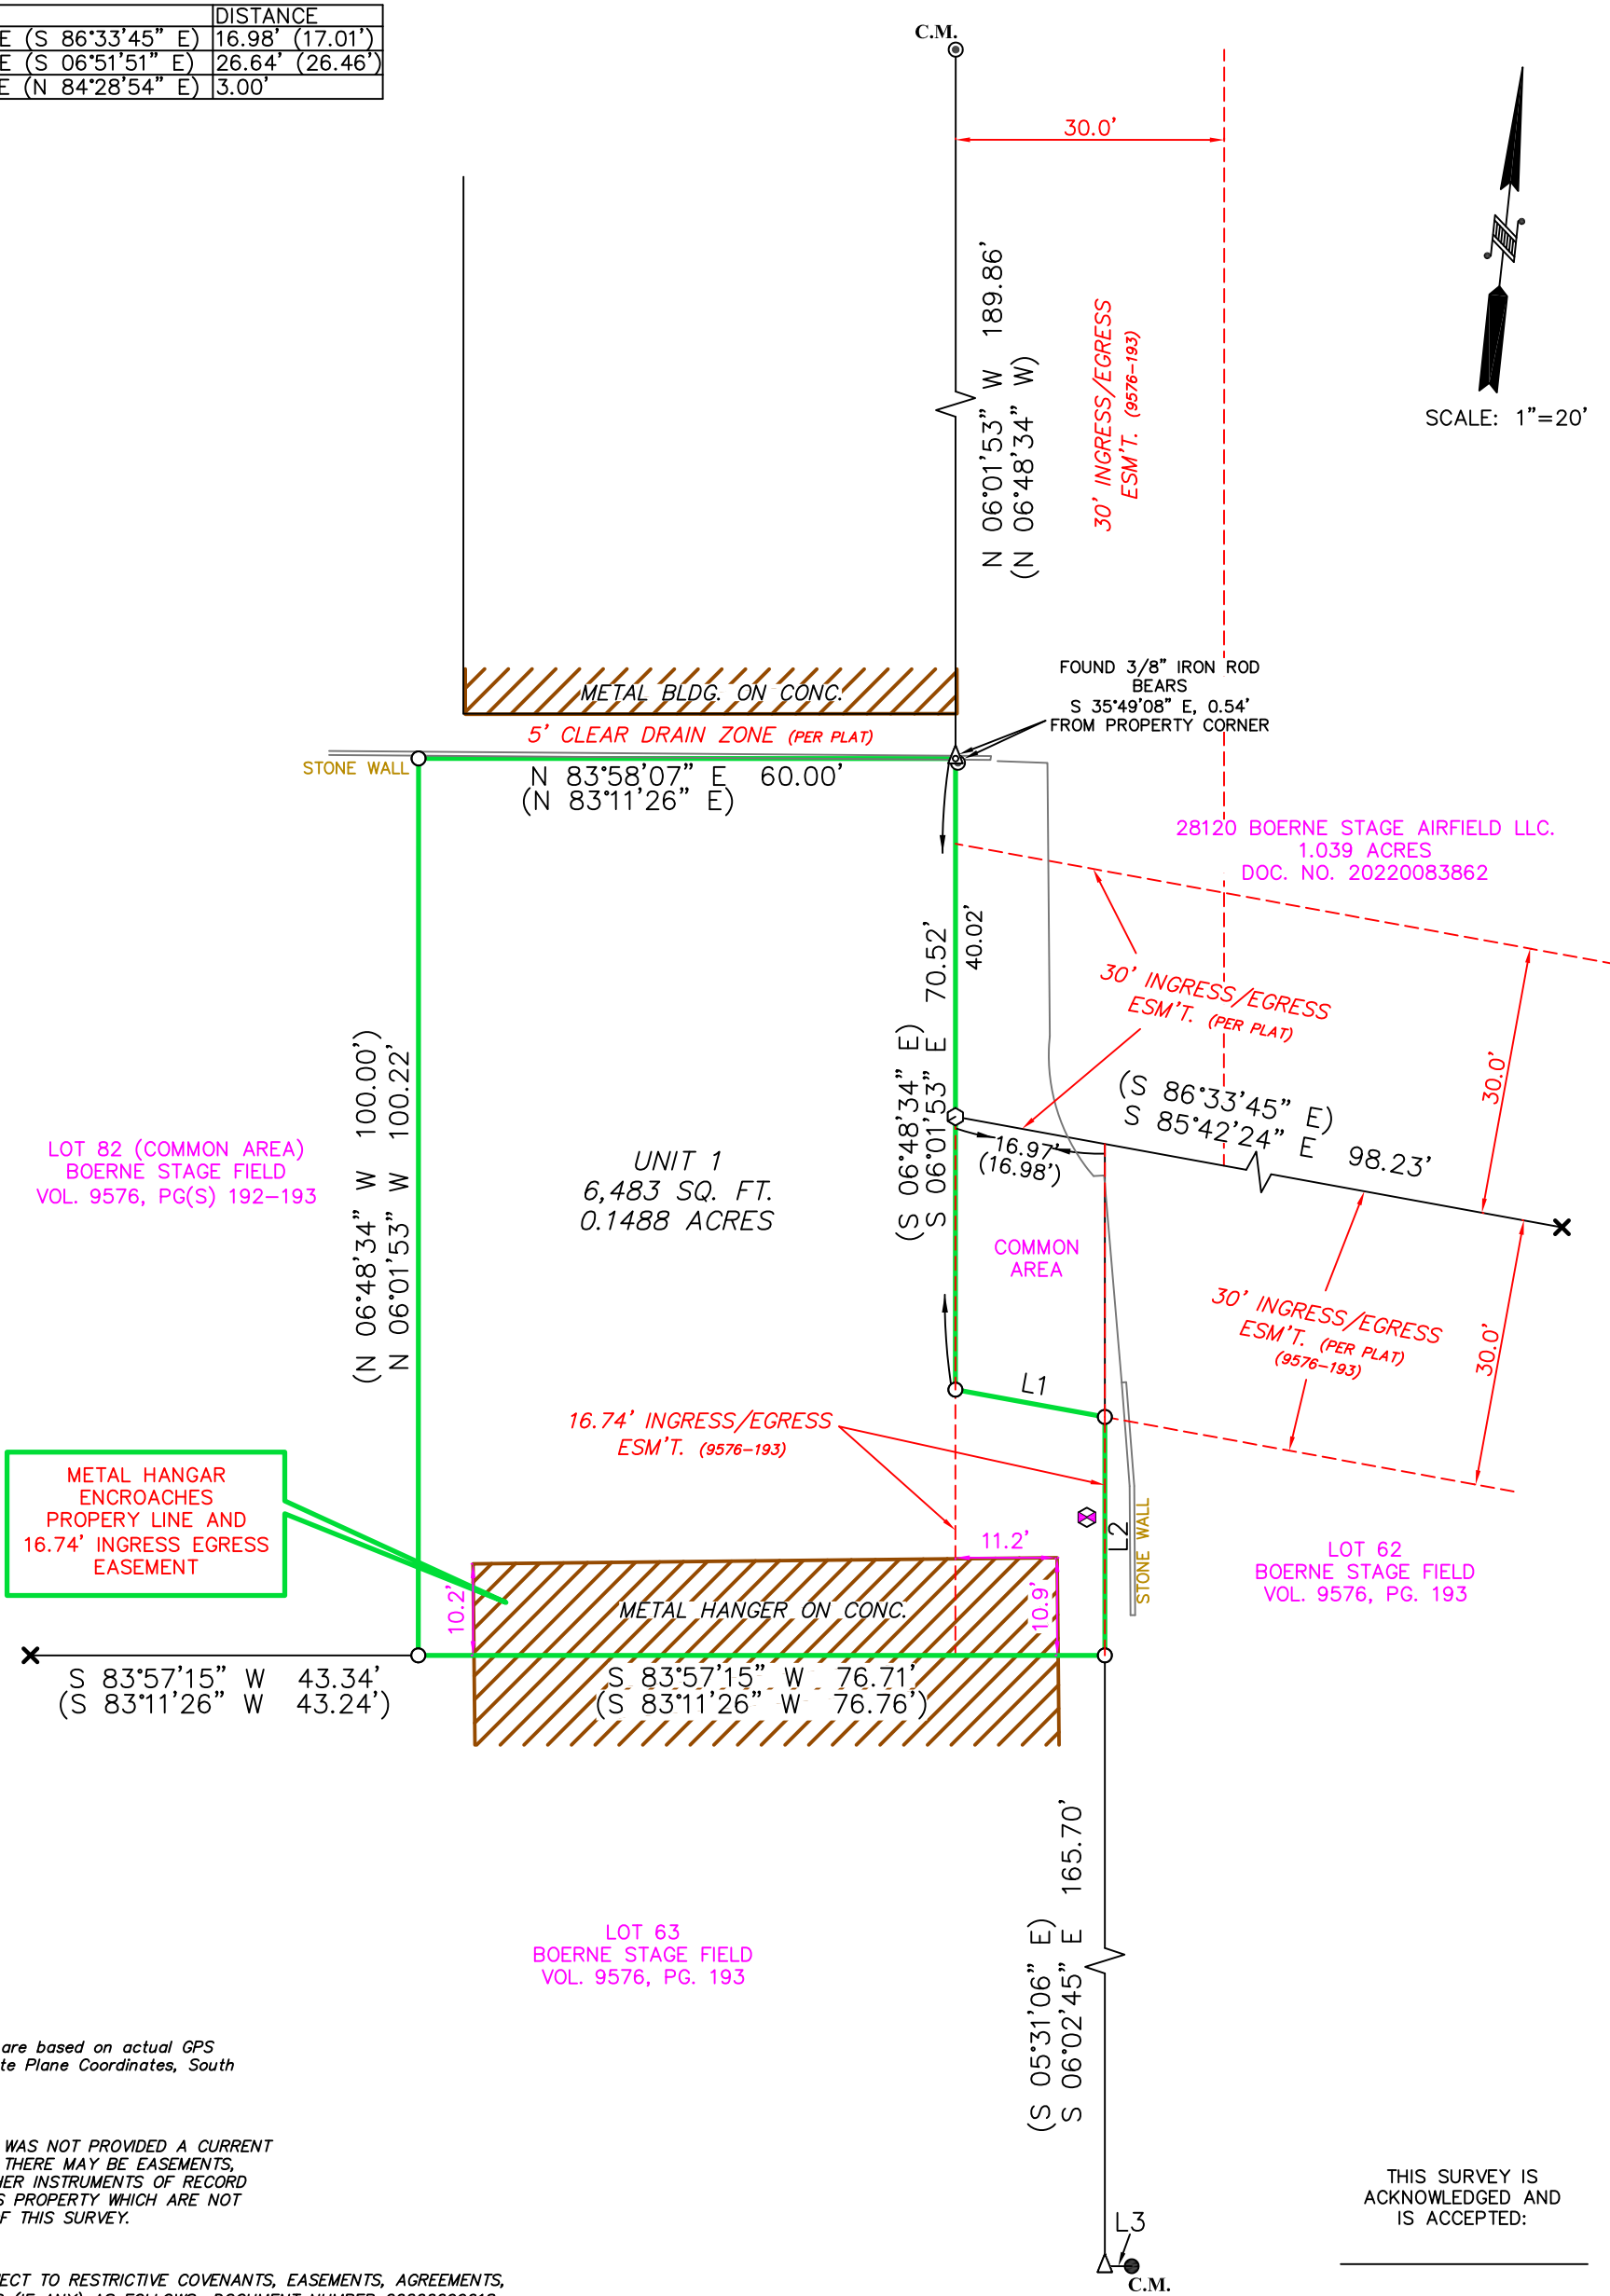 DISTANCE
E (S 86°33'45" E) 16.98' (17.01')
E (S 06°51'51" E) 26.64' (26.46')
E (N 84°28'54" E) 3.00'
C.M.
30.0'
N 06°01'53" W 189.86'
(N 06°48'34" W)
30' INGRESS/EGRESS
ESM'T. (9576-193)
SCALE: 1"=20'
METAL BLDG. ON CONC.
FOUND 3/8" IRON ROD
BEARS
S 35°49'08" E, 0.54'
FROM PROPERTY CORNER
5' CLEAR DRAIN ZONE (PER PLAT)
STONE WALL
N 83°58'07" E 60.00'
(N 83°11'26" E)
28120 BOERNE STAGE AIRFIELD LLC.
1.039 ACRES
DOC. NO. 20220083862
(S 06°48'34" E)
S 06°01'53" E 70.52'
40.02'
30' INGRESS/EGRESS
ESM'T. (PER PLAT)
30.0'
(S 86°33'45" E)
S 85°42'24" E 98.23'
16.97'
(16.98')
(N 06°48'34" W 100.00')
N 06°01'53" W 100.22'
LOT 82 (COMMON AREA)
BOERNE STAGE FIELD
VOL. 9576, PG(S) 192-193
UNIT 1
6,483 SQ. FT.
0.1488 ACRES
COMMON
AREA
30' INGRESS/EGRESS
ESM'T. (PER PLAT)
(9576-193)
30.0'
L1
16.74' INGRESS/EGRESS
ESM'T. (9576-193)
METAL HANGAR
ENCROACHES
PROPERY LINE AND
16.74' INGRESS EGRESS
EASEMENT
L2
STONE WALL
11.2'
10.2'
METAL HANGER ON CONC.
10.9'
LOT 62
BOERNE STAGE FIELD
VOL. 9576, PG. 193
S 83°57'15" W 43.34'
(S 83°11'26" W 43.24')
S 83°57'15" W 76.71'
(S 83°11'26" W 76.76')
(S 05°31'06" E)
S 06°02'45" E 165.70'
LOT 63
BOERNE STAGE FIELD
VOL. 9576, PG. 193
are based on actual GPS
te Plane Coordinates, South
WAS NOT PROVIDED A CURRENT
THERE MAY BE EASEMENTS,
HER INSTRUMENTS OF RECORD
S PROPERTY WHICH ARE NOT
F THIS SURVEY.
THIS SURVEY IS
ACKNOWLEDGED AND
IS ACCEPTED:
L3
C.M.
ECT TO RESTRICTIVE COVENANTS, EASEMENTS, AGREEMENTS,